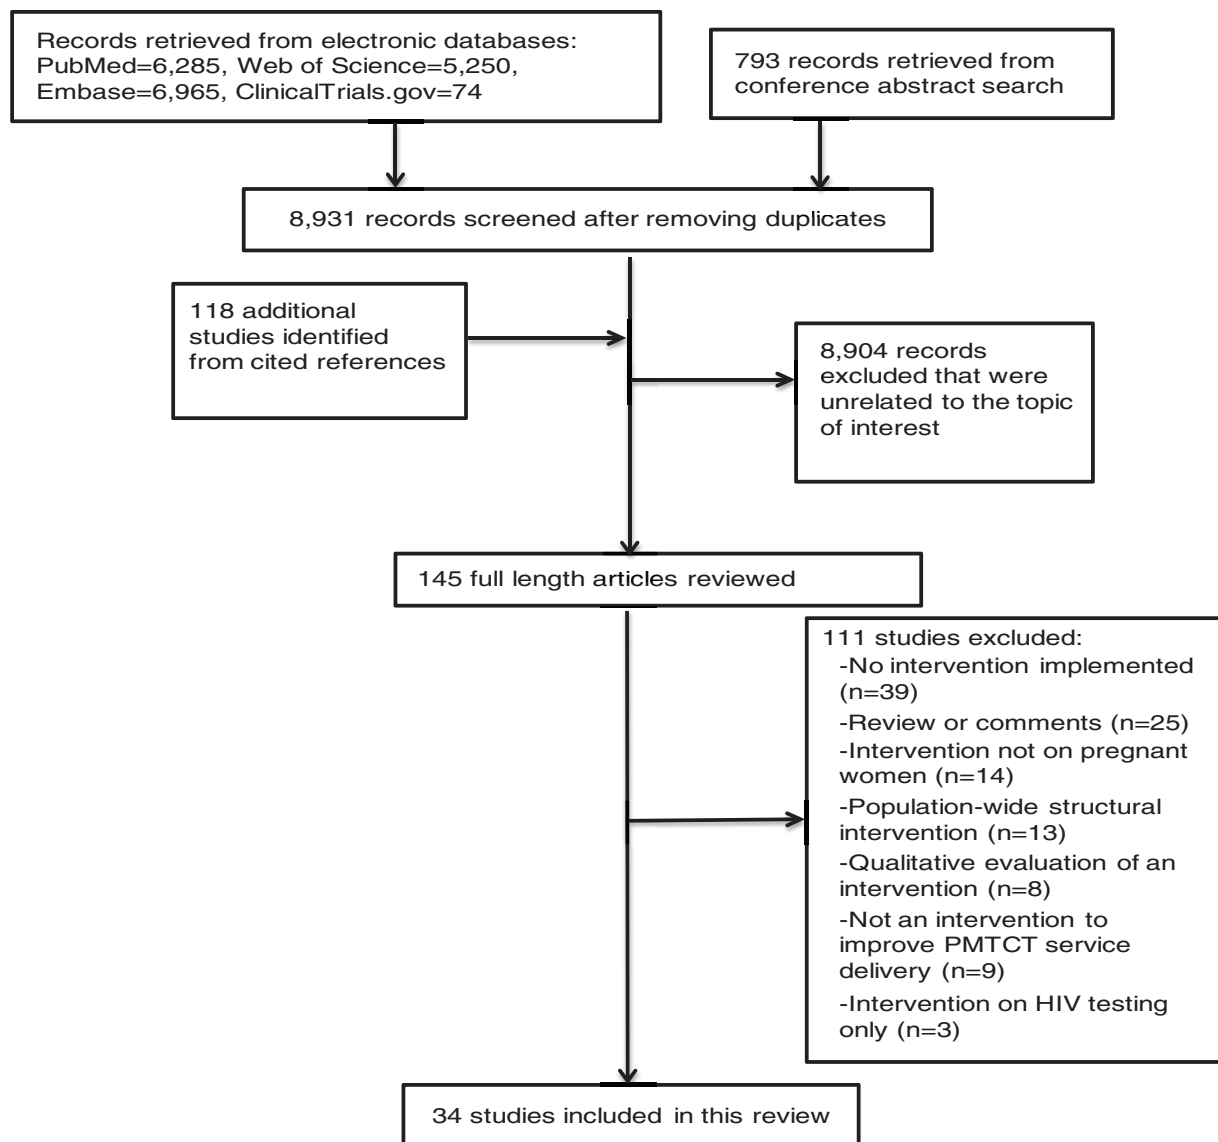 Records retrieved from electronic databases:
PubMed=6,285, Web of Science=5,250,
Embase=6,965, ClinicalTrials.gov=74
793 records retrieved from
conference abstract search
8,931 records screened after removing duplicates
118 additional
studies identified
from cited references
8,904 records
excluded that were
unrelated to the topic
of interest
145 full length articles reviewed
111 studies excluded:
-No intervention implemented
(n=39)
-Review or comments (n=25)
-Intervention not on pregnant
women (n=14)
-Population-wide structural
intervention (n=13)
-Qualitative evaluation of an
intervention (n=8)
-Not an intervention to
improve PMTCT service
delivery (n=9)
-Intervention on HIV testing
only (n=3)
34 studies included in this review